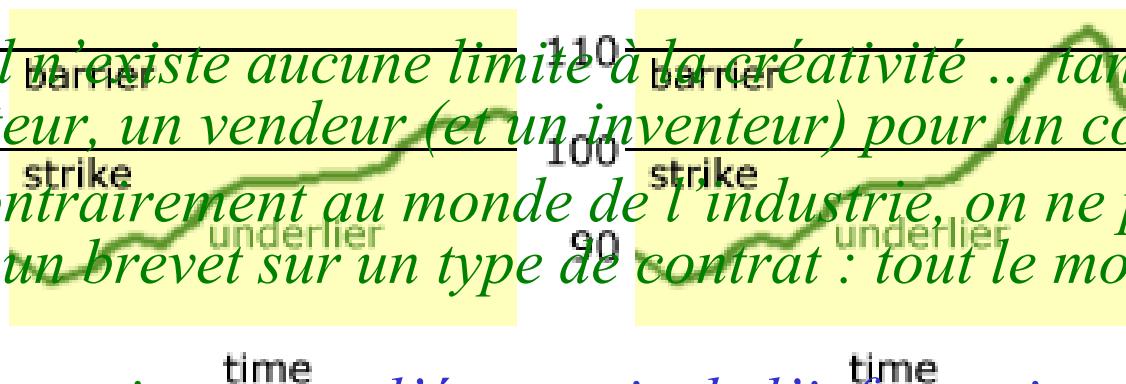 l n’existe aucune limite à la créativité ... tan
110
barrier barrier
teur, un vendeur (et un inventeur) pour un co
100
strike strike
ontrairement au monde de l’industrie, on ne p
underlier underlier
90
un brevet sur un type de contrat : tout le mo
time time